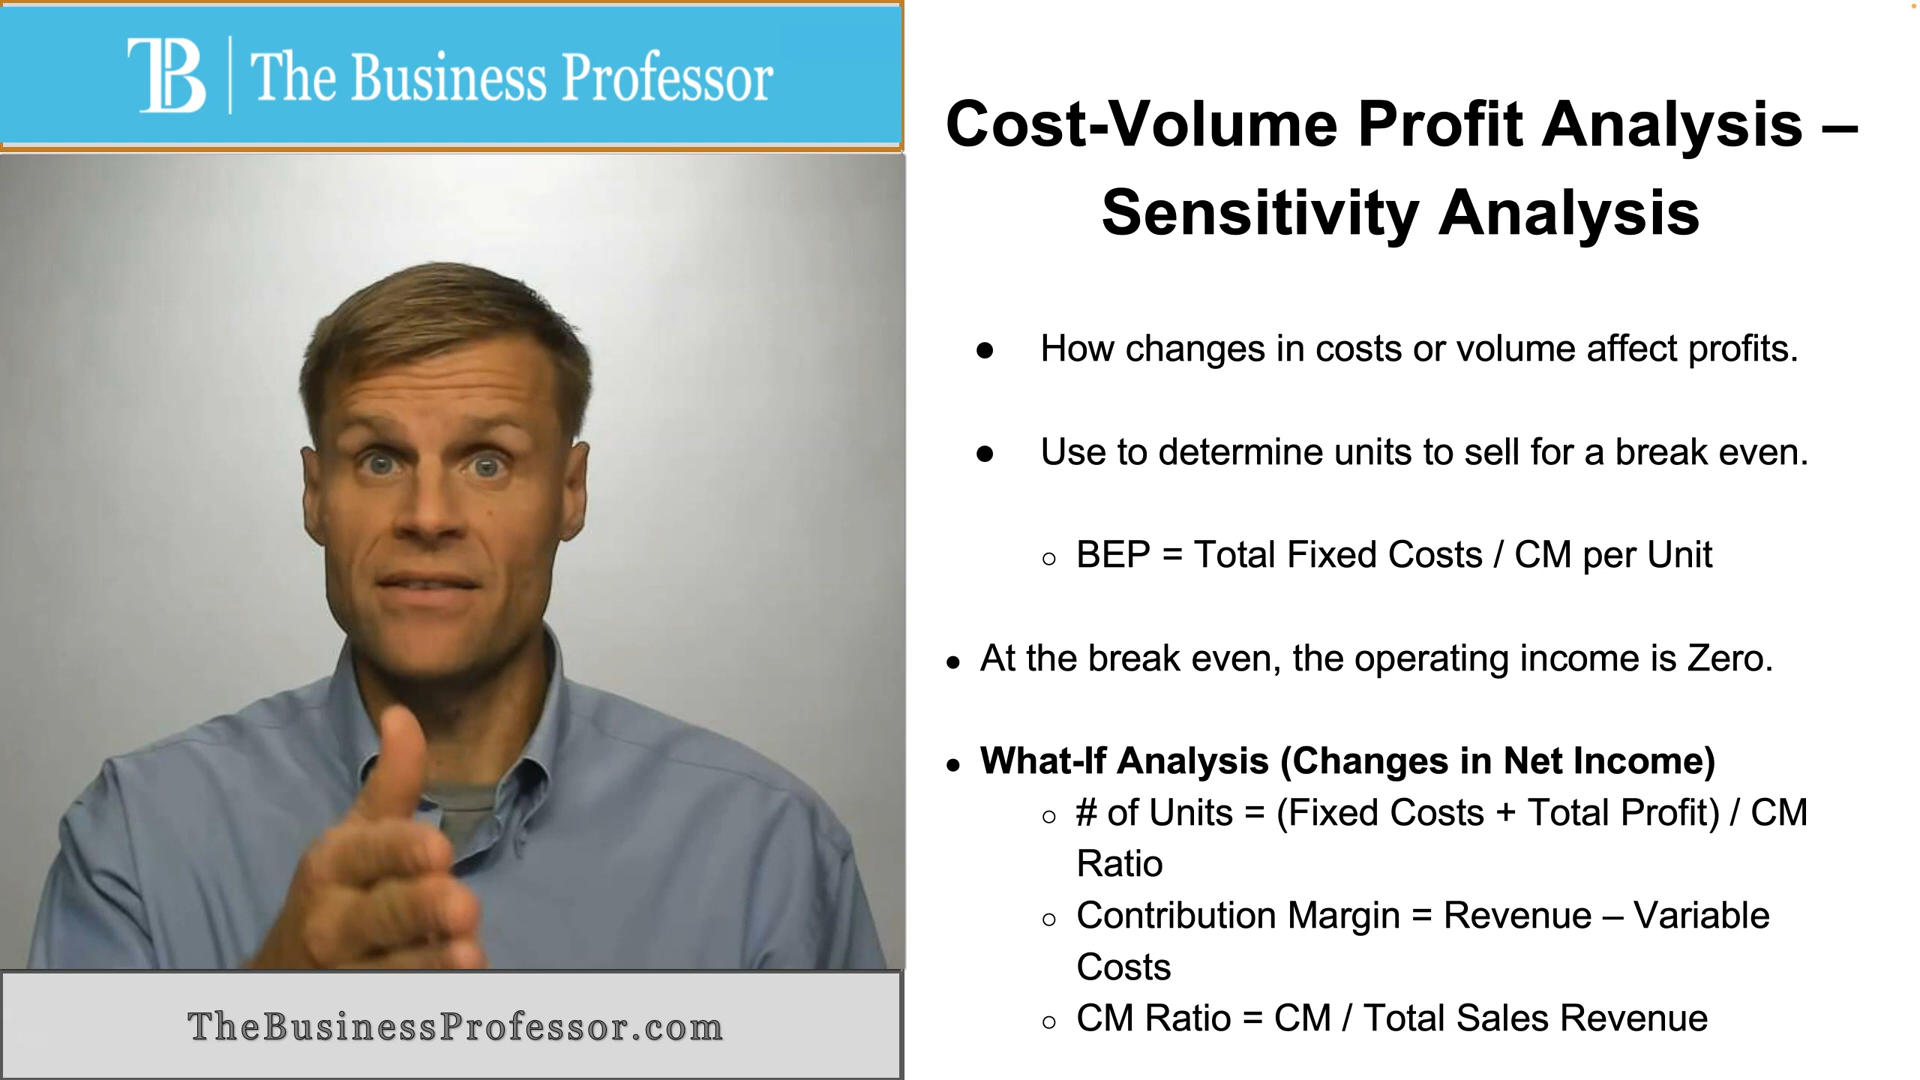 TB The Business Professor
TheBusinessProfessor.com
Cost-Volume Profit Analysis –
Sensitivity Analysis
● How changes in costs or volume affect profits.
● Use to determine units to sell for a break even.
○ BEP = Total Fixed Costs / CM per Unit
● At the break even, the operating income is Zero.
● What-If Analysis (Changes in Net Income)
○ # of Units = (Fixed Costs + Total Profit) / CM
Ratio
○ Contribution Margin = Revenue – Variable
Costs
○ CM Ratio = CM / Total Sales Revenue